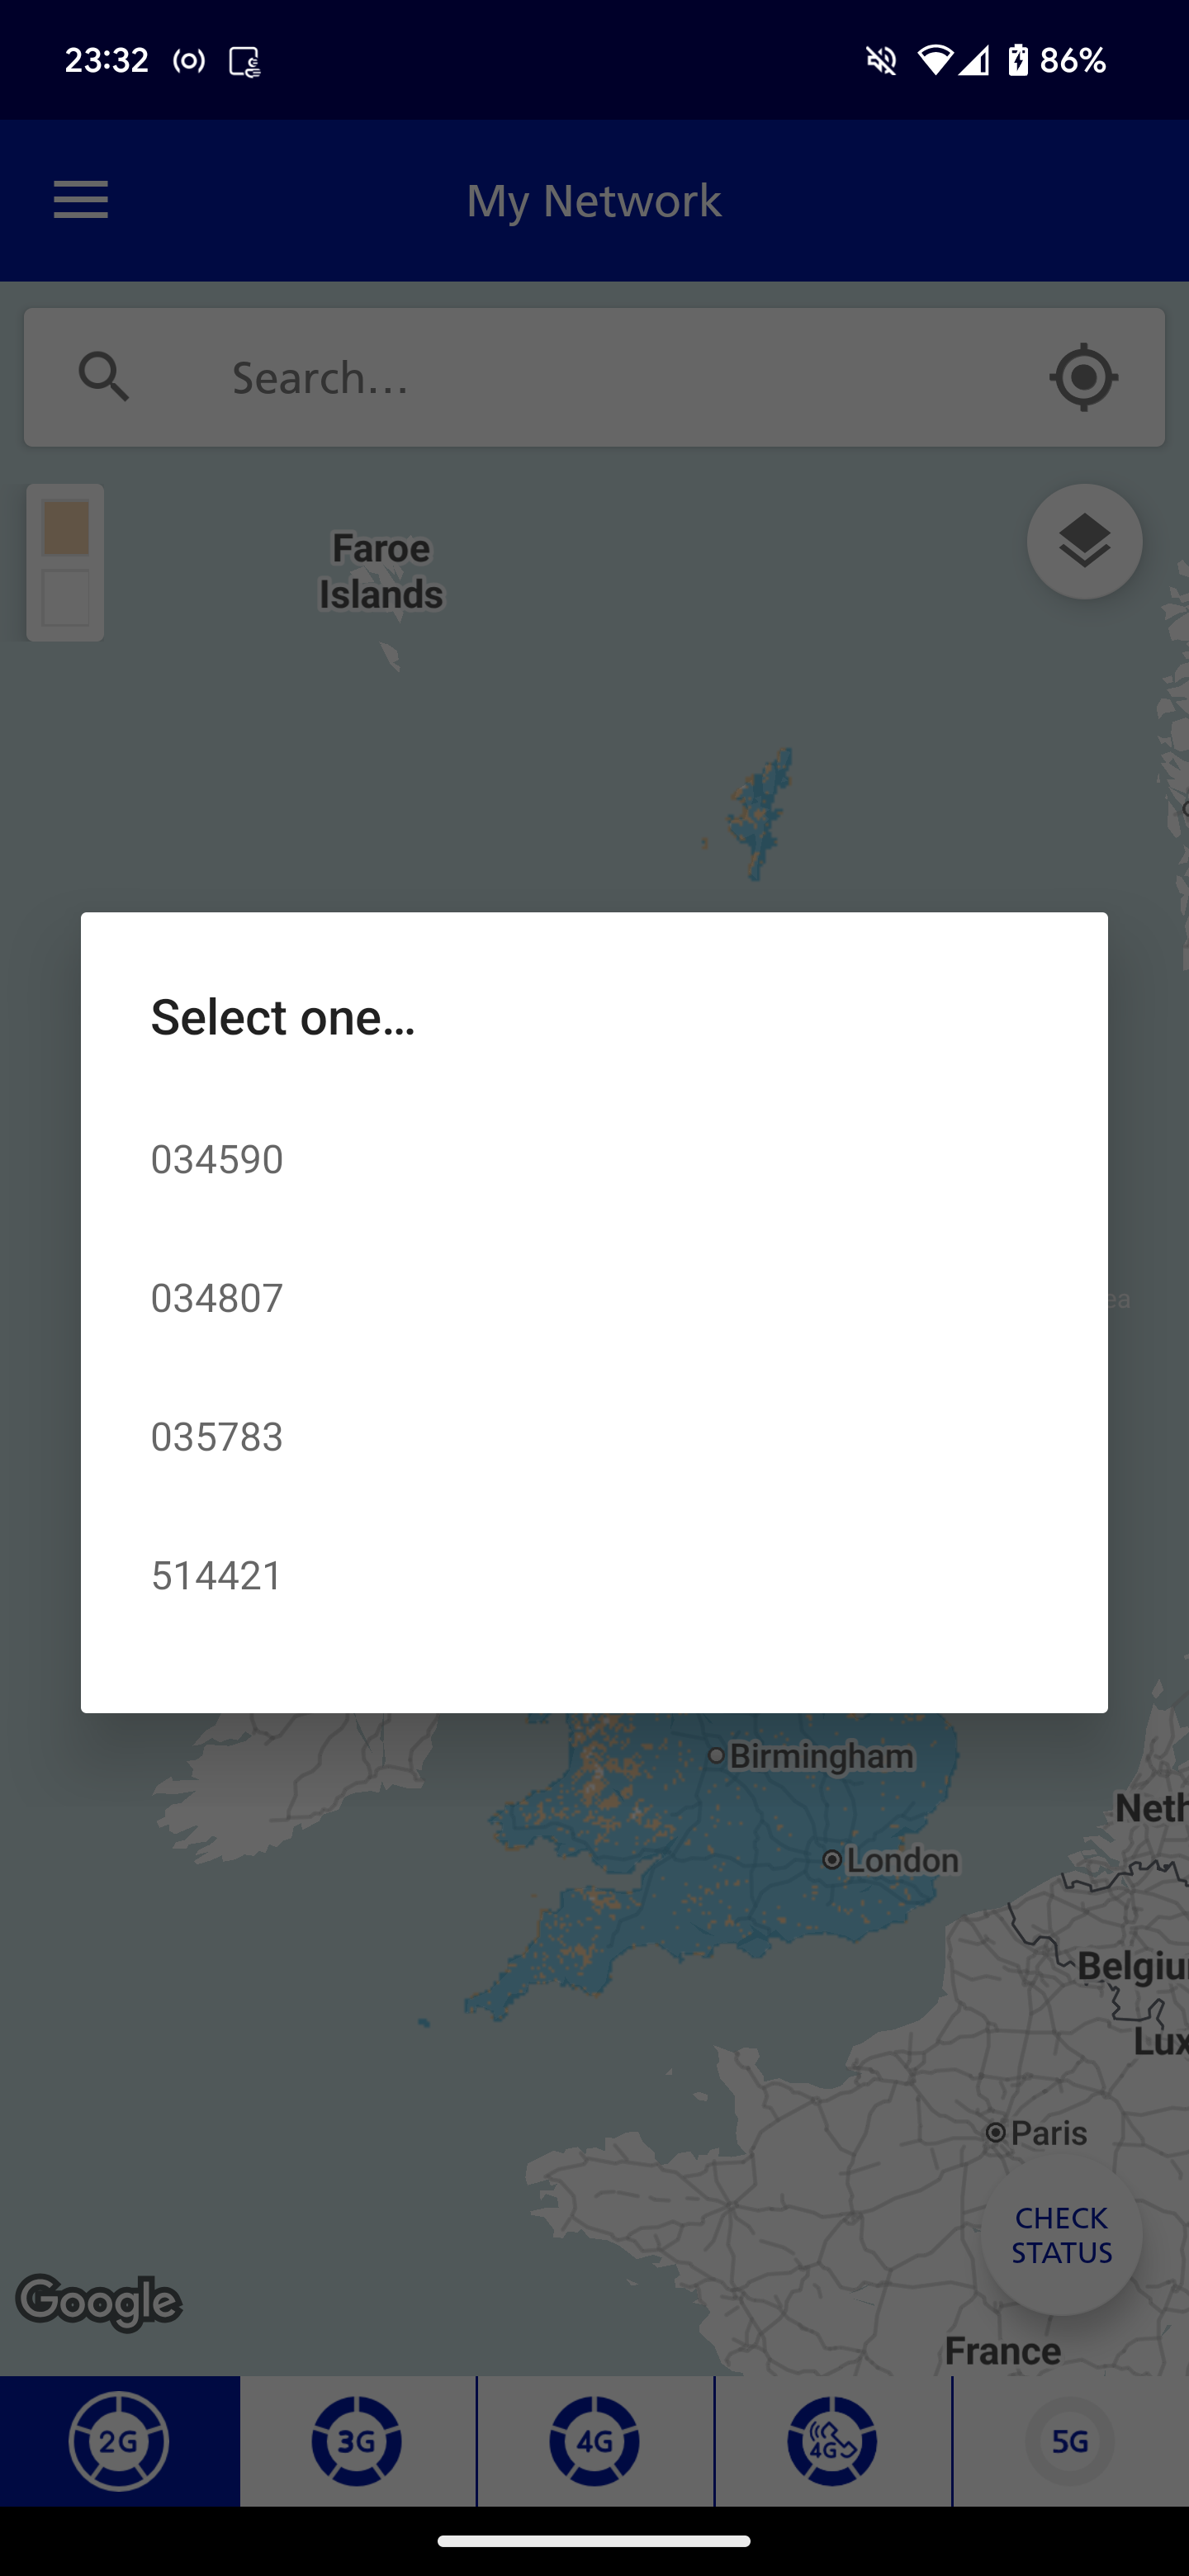 23:32
86%
My Network
Search...
Faroe
Islands
Select one...
034590
034807
ea
035783
514421
Birmingham
Neth
London
Belgiu
Lux
Paris
CHECK
STATUS
Google
France
2G
3G
4G
4G
5G